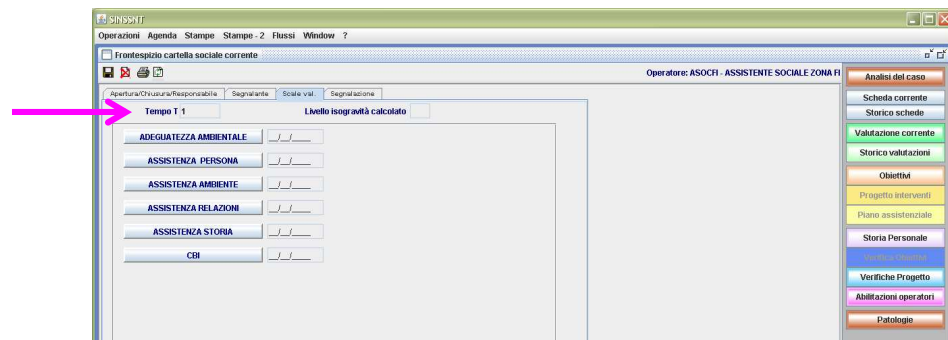 SINSSNT
Operazioni Agenda Stampe Stampe - 2 Flussi Window ?
Frontespizio cartella sociale corrente
Operatore: ASOCFI - ASSISTENTE SOCIALE ZONA FI
Apertura/Chiusura/Responsabile Segnalante Scale val. Segnalazione
Tempo T 1 Livello isogravità calcolato
ADEGUATEZZA AMBIENTALE __/__/____
ASSISTENZA PERSONA __/__/____
ASSISTENZA AMBIENTE __/__/____
ASSISTENZA RELAZIONI __/__/____
ASSISTENZA STORIA __/__/____
CBI __/__/____
Analisi del caso
Scheda corrente
Storico schede
Valutazione corrente
Storico valutazioni
Obiettivi
Progetto interventi
Piano assistenziale
Storia Personale
Verifica Obiettivi
Verifiche Progetto
Abilitazioni operatori
Patologie